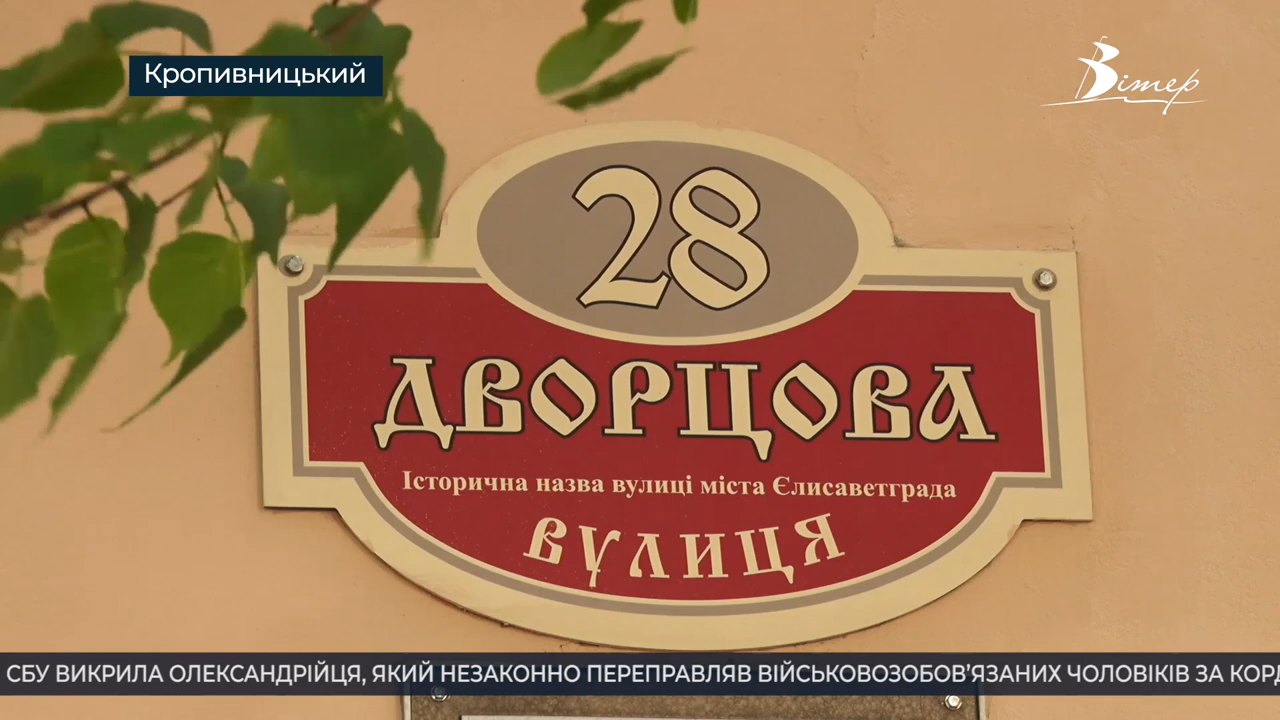 Кропивницький
Вітер
28
ДВОРЦОВА
Історична назва вулиці міста Єлисаветграда
ВУЛИЦЯ
СБУ ВИКРИЛА ОЛЕКСАНДРІЙЦЯ, ЯКИЙ НЕЗАКОННО ПЕРЕПРАВЛЯВ ВІЙСЬКОВОЗОБОВ’ЯЗАНИХ ЧОЛОВІКІВ ЗА КОРД